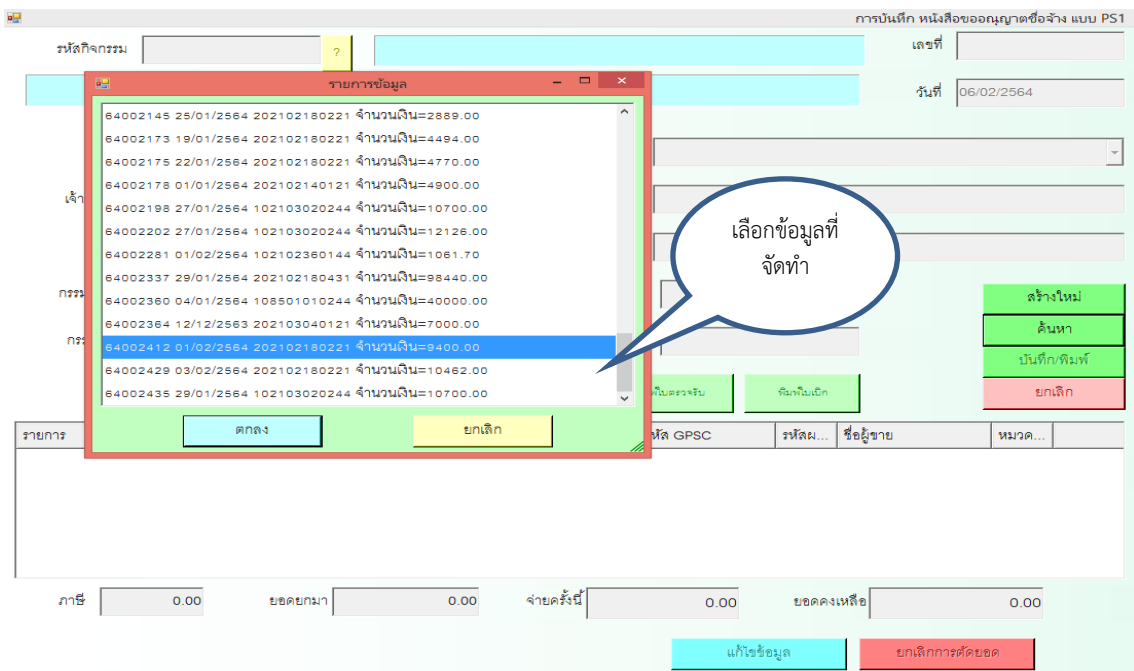 การบันทึก หนังสือขออณุญาตซื่อจ้าง แบบ PS1
รหัสกิจกรรม
?
เลขที่
วันที่
06/02/2564
รายการข้อมูล
64002145 25/01/2564 202102180221 จำนวนเงิน=2889.00
64002173 19/01/2564 202102180221 จำนวนเงิน=4494.00
64002175 22/01/2564 202102180221 จำนวนเงิน=4770.00
64002178 01/01/2564 202102140121 จำนวนเงิน=4900.00
64002198 27/01/2564 102103020244 จำนวนเงิน=10700.00
64002202 27/01/2564 102103020244 จำนวนเงิน=12126.00
64002281 01/02/2564 102102360144 จำนวนเงิน=1061.70
64002337 29/01/2564 202102180431 จำนวนเงิน=98440.00
64002360 04/01/2564 108501010244 จำนวนเงิน=40000.00
64002364 12/12/2563 202103040121 จำนวนเงิน=7000.00
64002412 01/02/2564 202102180221 จำนวนเงิน=9400.00
64002429 03/02/2564 202102180221 จำนวนเงิน=10462.00
64002435 29/01/2564 102103020244 จำนวนเงิน=10700.00
ตกลง
ยกเลิก
เลือกข้อมูลที่
จัดทำ
สร้างใหม่
ค้นหา
บันทึก/พิมพ์
ยกเลิก
พิมพ์ใบเบิก
รายการ
หัส GPSC
รหัสผ...
ชื่อผู้ขาย
หมวด...
ภาษี
0.00
ยอดยกมา
0.00
จ่ายครั้งนี้
0.00
ยอดคงเหลือ
0.00
แก้ไขข้อมูล
ยกเลิกการตัดยอด